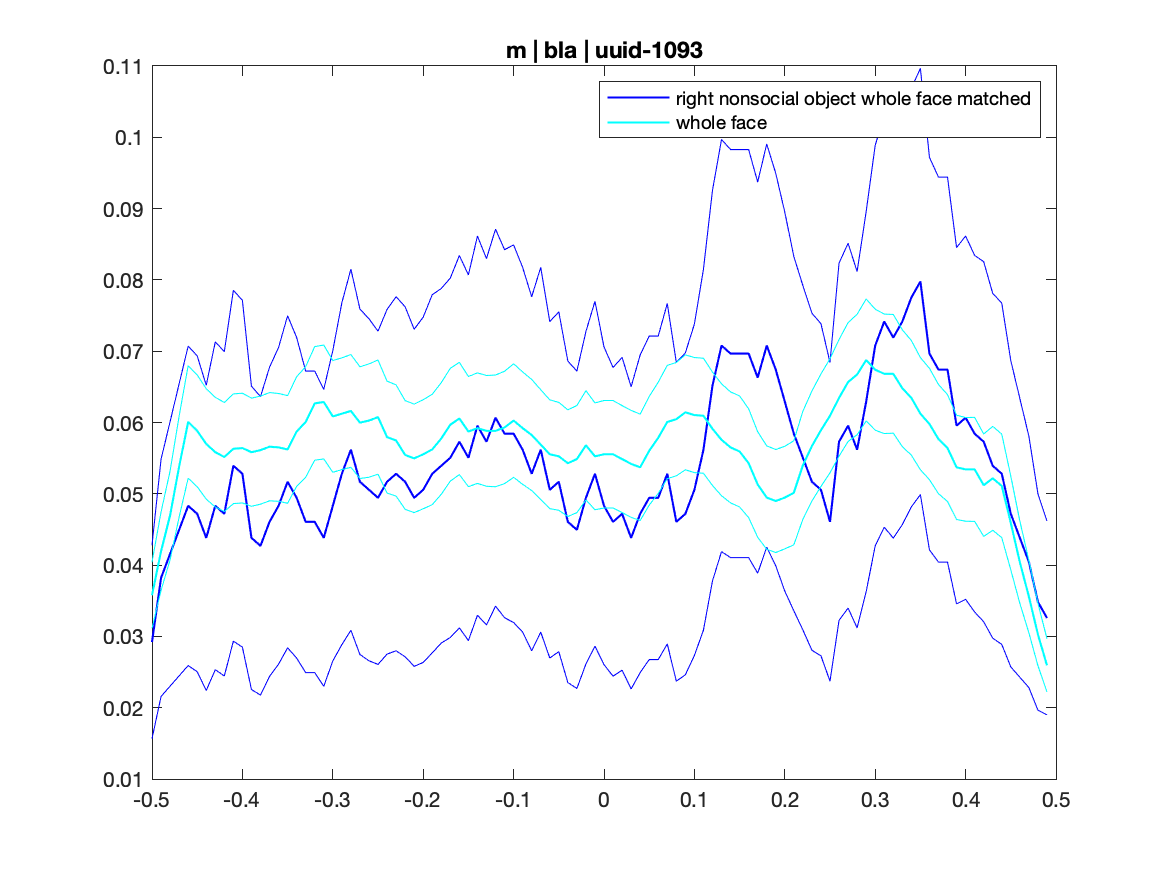 m | bla | uuid-1093
right nonsocial object whole face matched
whole face
0.11
0.1
0.09
0.08
0.07
0.06
0.05
0.04
0.03
0.02
0.01
-0.5 -0.4 -0.3 -0.2 -0.1 0 0.1 0.2 0.3 0.4 0.5